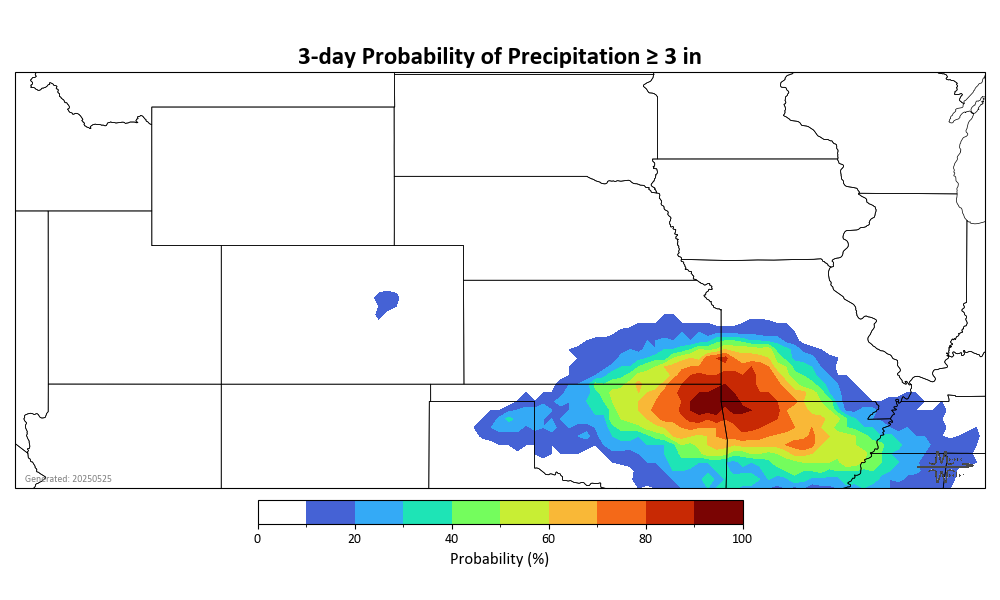 3-day Probability of Precipitation ≥ 3 in
Generated: 20250525
0 20 40 60 80 100
Probability (%)